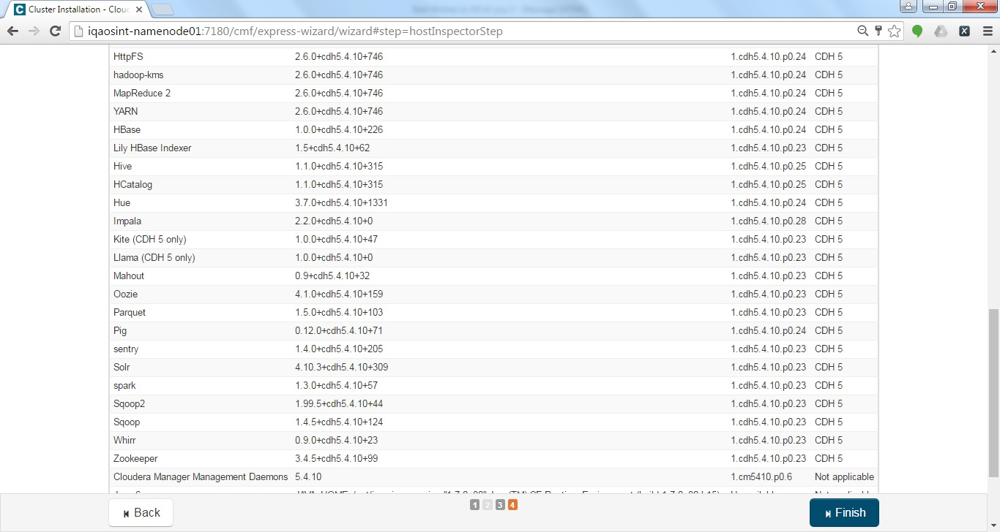 Cluster Installation - Cloud
iqaosint-namenode01:7180/cmf/express-wizard/wizard#step=hostInspectorStep
HttpFS 2.6.0+cdh5.4.10+746 1.cdh5.4.10.p0.24 CDH 5
hadoop-kms 2.6.0+cdh5.4.10+746 1.cdh5.4.10.p0.24 CDH 5
MapReduce 2 2.6.0+cdh5.4.10+746 1.cdh5.4.10.p0.24 CDH 5
YARN 2.6.0+cdh5.4.10+746 1.cdh5.4.10.p0.24 CDH 5
HBase 1.0.0+cdh5.4.10+226 1.cdh5.4.10.p0.24 CDH 5
Lily HBase Indexer 1.5+cdh5.4.10+62 1.cdh5.4.10.p0.23 CDH 5
Hive 1.1.0+cdh5.4.10+315 1.cdh5.4.10.p0.25 CDH 5
HCatalog 1.1.0+cdh5.4.10+315 1.cdh5.4.10.p0.25 CDH 5
Hue 3.7.0+cdh5.4.10+1331 1.cdh5.4.10.p0.24 CDH 5
Impala 2.2.0+cdh5.4.10+0 1.cdh5.4.10.p0.28 CDH 5
Kite (CDH 5 only) 1.0.0+cdh5.4.10+47 1.cdh5.4.10.p0.23 CDH 5
Llama (CDH 5 only) 1.0.0+cdh5.4.10+0 1.cdh5.4.10.p0.23 CDH 5
Mahout 0.9+cdh5.4.10+32 1.cdh5.4.10.p0.23 CDH 5
Oozie 4.1.0+cdh5.4.10+159 1.cdh5.4.10.p0.23 CDH 5
Parquet 1.5.0+cdh5.4.10+103 1.cdh5.4.10.p0.23 CDH 5
Pig 0.12.0+cdh5.4.10+71 1.cdh5.4.10.p0.24 CDH 5
sentry 1.4.0+cdh5.4.10+205 1.cdh5.4.10.p0.23 CDH 5
Solr 4.10.3+cdh5.4.10+309 1.cdh5.4.10.p0.23 CDH 5
spark 1.3.0+cdh5.4.10+57 1.cdh5.4.10.p0.23 CDH 5
Sqoop2 1.99.5+cdh5.4.10+44 1.cdh5.4.10.p0.23 CDH 5
Sqoop 1.4.5+cdh5.4.10+124 1.cdh5.4.10.p0.23 CDH 5
Whirr 0.9.0+cdh5.4.10+23 1.cdh5.4.10.p0.23 CDH 5
Zookeeper 3.4.5+cdh5.4.10+99 1.cdh5.4.10.p0.23 CDH 5
Cloudera Manager Management Daemons 5.4.10 1.cm5410.p0.6 Not applicable
Back 1 2 3 4 Finish